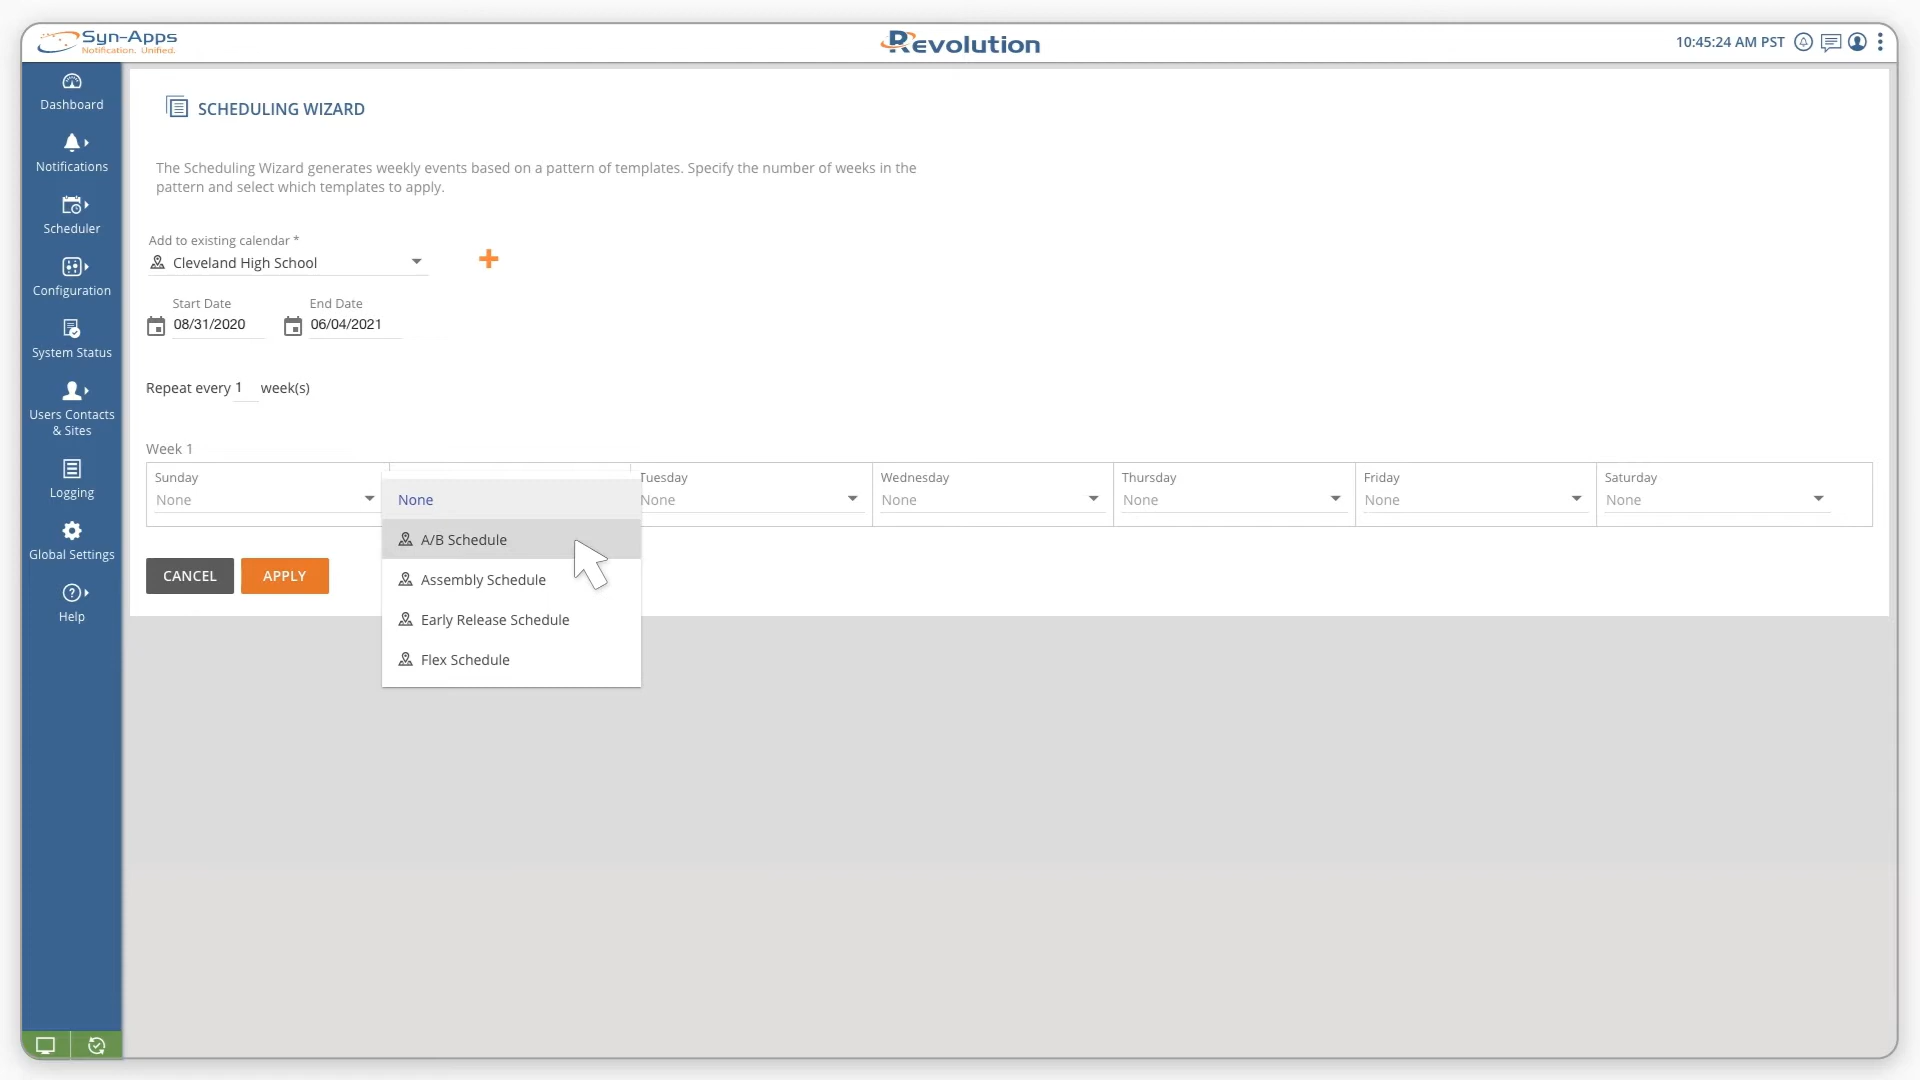 Syn-Apps
Notification. Unified.
Revolution
10:45:24 AM PST
Dashboard
Notifications
Scheduler
Configuration
System Status
Users Contacts
& Sites
Logging
Global Settings
Help
SCHEDULING WIZARD
The Scheduling Wizard generates weekly events based on a pattern of templates. Specify the number of weeks in the
pattern and select which templates to apply.
Add to existing calendar *
Cleveland High School
Start Date
End Date
08/31/2020
06/04/2021
Repeat every 1 week(s)
Week 1
Sunday
Tuesday
Wednesday
Thursday
Friday
Saturday
None
None
None
None
None
None
None
A/B Schedule
Assembly Schedule
Early Release Schedule
Flex Schedule
CANCEL
APPLY